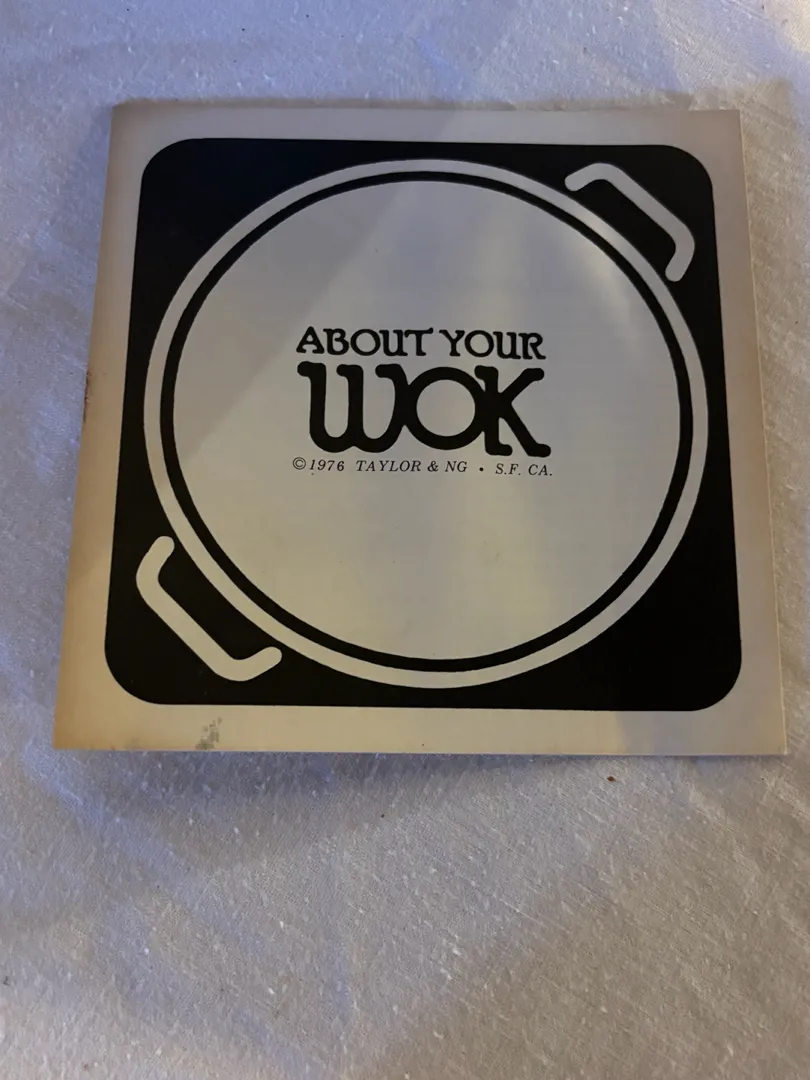 ABOUT YOUR
WOK
©1976 TAYLOR & NG • S.F. CA.